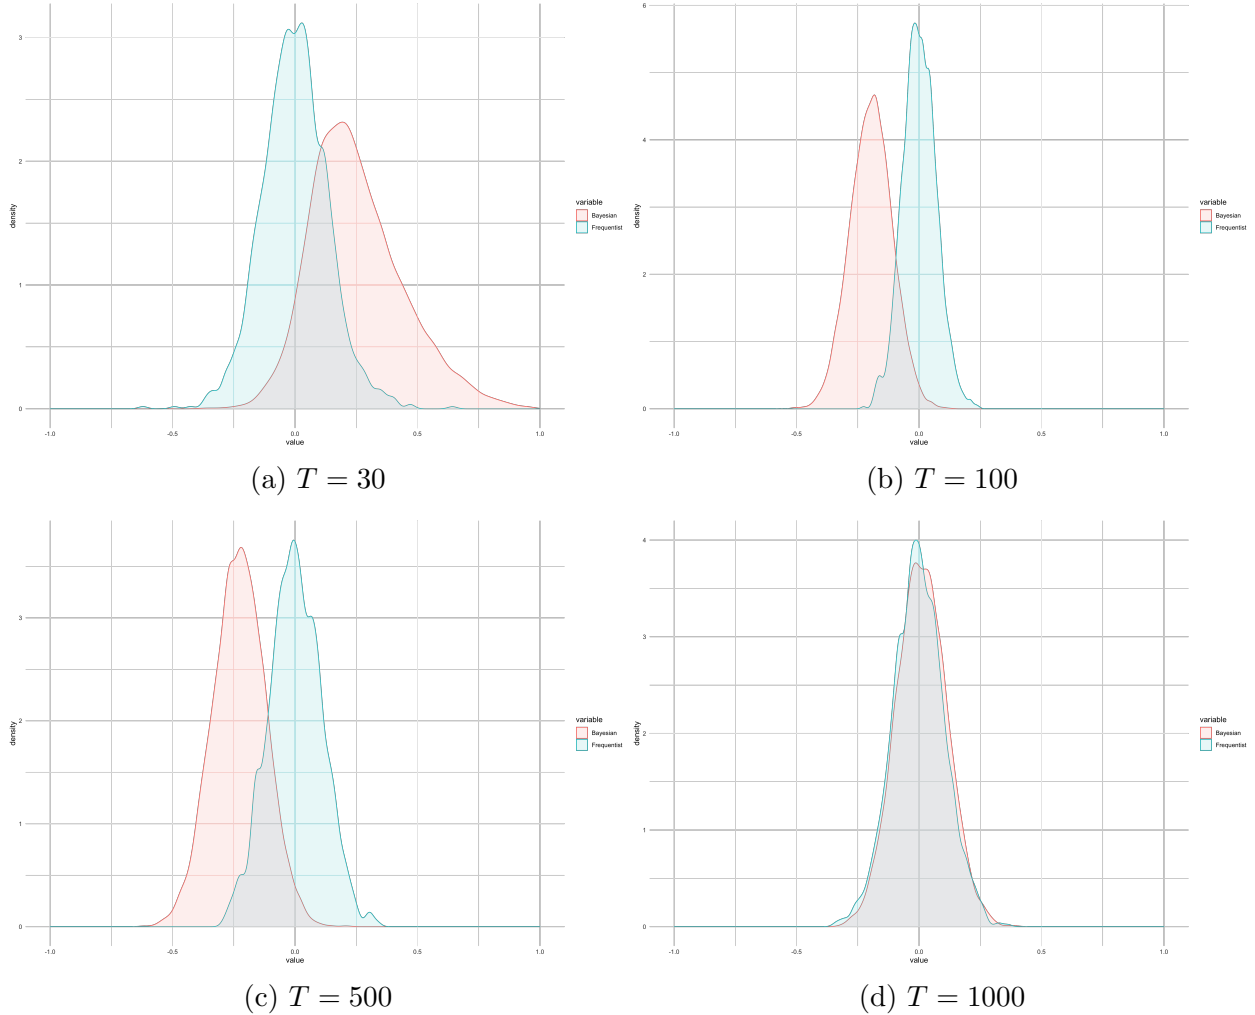 3
2
1
0
density
-1.0
-0.5
0.0
0.5
1.0
value
variable
Bayesian
Frequentist
(a) T = 30
6
4
2
0
density
-1.0
-0.5
0.0
0.5
1.0
value
variable
Bayesian
Frequentist
(b) T = 100
3
2
1
0
density
-1.0
-0.5
0.0
0.5
1.0
value
variable
Bayesian
Frequentist
(c) T = 500
4
3
2
1
0
density
-1.0
-0.5
0.0
0.5
1.0
value
variable
Bayesian
Frequentist
(d) T = 1000